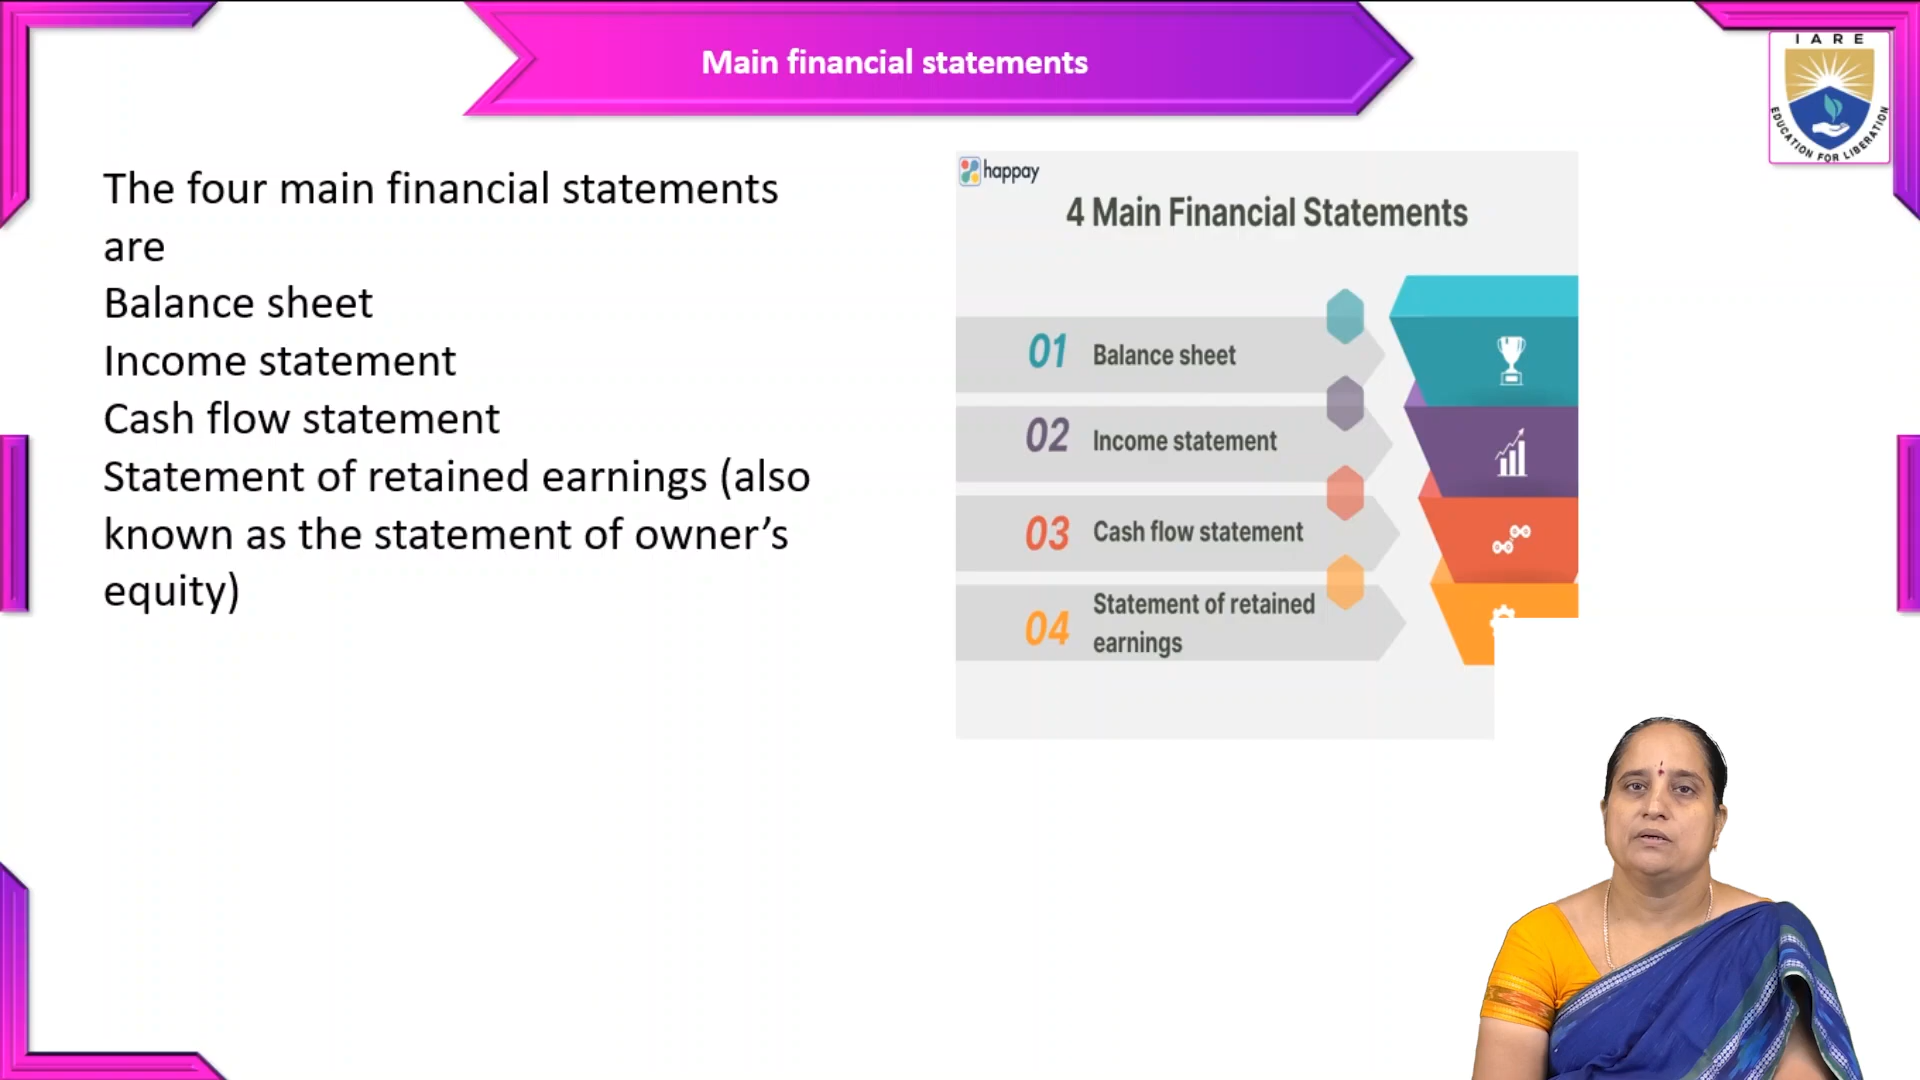 Main financial statements
IARE
EDUCATION FOR LIBERATION
The four main financial statements
are
Balance sheet
Income statement
Cash flow statement
Statement of retained earnings (also
known as the statement of owner’s
equity)
happay
4 Main Financial Statements
01 Balance sheet
02 Income statement
03 Cash flow statement
04 Statement of retained
earnings